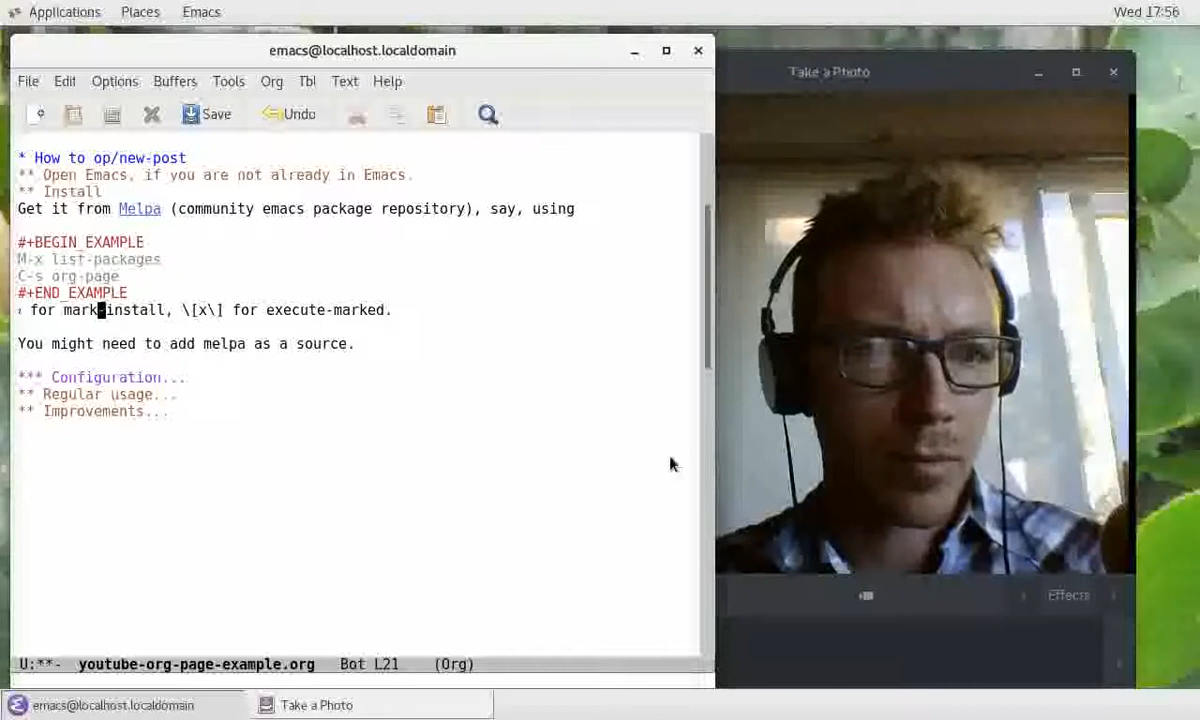 Applications Places Emacs Wed 17:56
emacs@localhost.localdomain
Take a Photo
File Edit Options Buffers Tools Org Tbl Text Help
Save Undo
* How to op/new-post
** Open Emacs, if you are not already in Emacs.
** Install
Get it from Melpa (community emacs package repository), say, using
#+BEGIN_EXAMPLE
M-x list-packages
C-s org-page
#+END_EXAMPLE
for mark-install, \[x\] for execute-marked.
You might need to add melpa as a source.
*** Configuration...
** Regular usage...
** Improvements...
Effects
U:**- youtube-org-page-example.org Bot L21 (Org)
emacs@localhost.localdomain Take a Photo